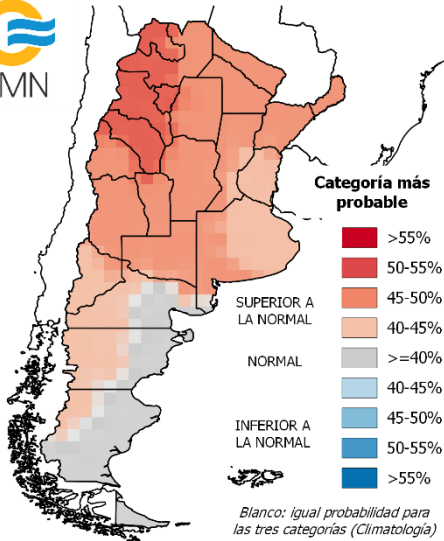 SMN
Categoría más
probable
>55%
50-55%
45-50%
40-45%
>=40%
40-45%
45-50%
50-55%
>55%
SUPERIOR A
LA NORMAL
NORMAL
INFERIOR A
LA NORMAL
Blanco: igual probabilidad para
las tres categorías (Climatología)